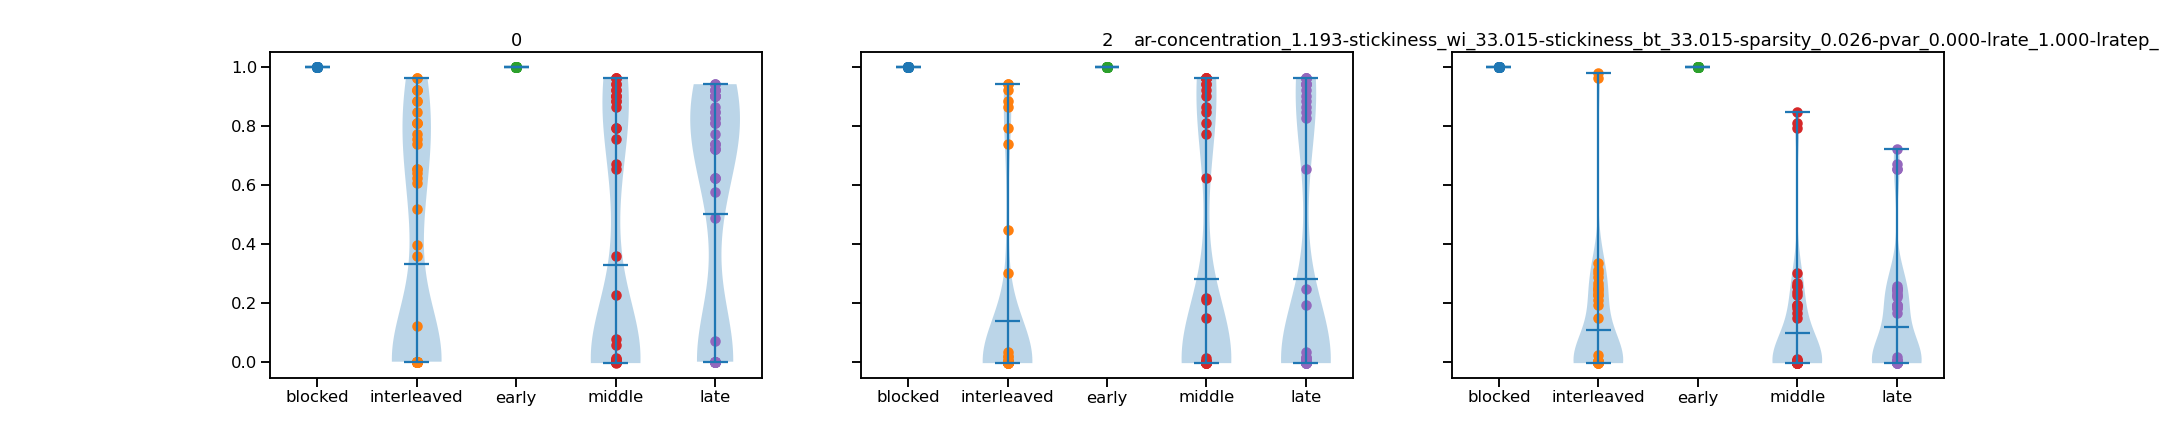 0
2
ar-concentration_1.193-stickiness_wi_33.015-stickiness_bt_33.015-sparsity_0.026-pvar_0.000-lrate_1.000-lratep_
1.0
0.8
0.6
0.4
0.2
0.0
blocked interleaved early middle late
blocked interleaved early middle late
blocked interleaved early middle late